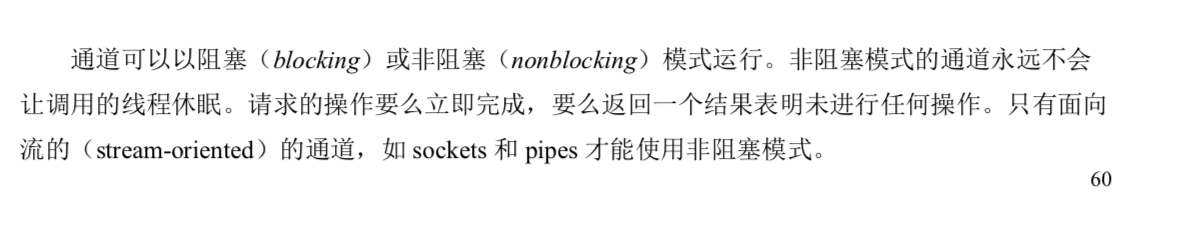 通道可以以阻塞（blocking）或非阻塞（nonblocking）模式运行。非阻塞模式的通道永远不会
让调用的线程休眠。请求的操作要么立即完成，要么返回一个结果表明未进行任何操作。只有面向
流的（stream-oriented）的通道，如 sockets 和 pipes 才能使用非阻塞模式。
60